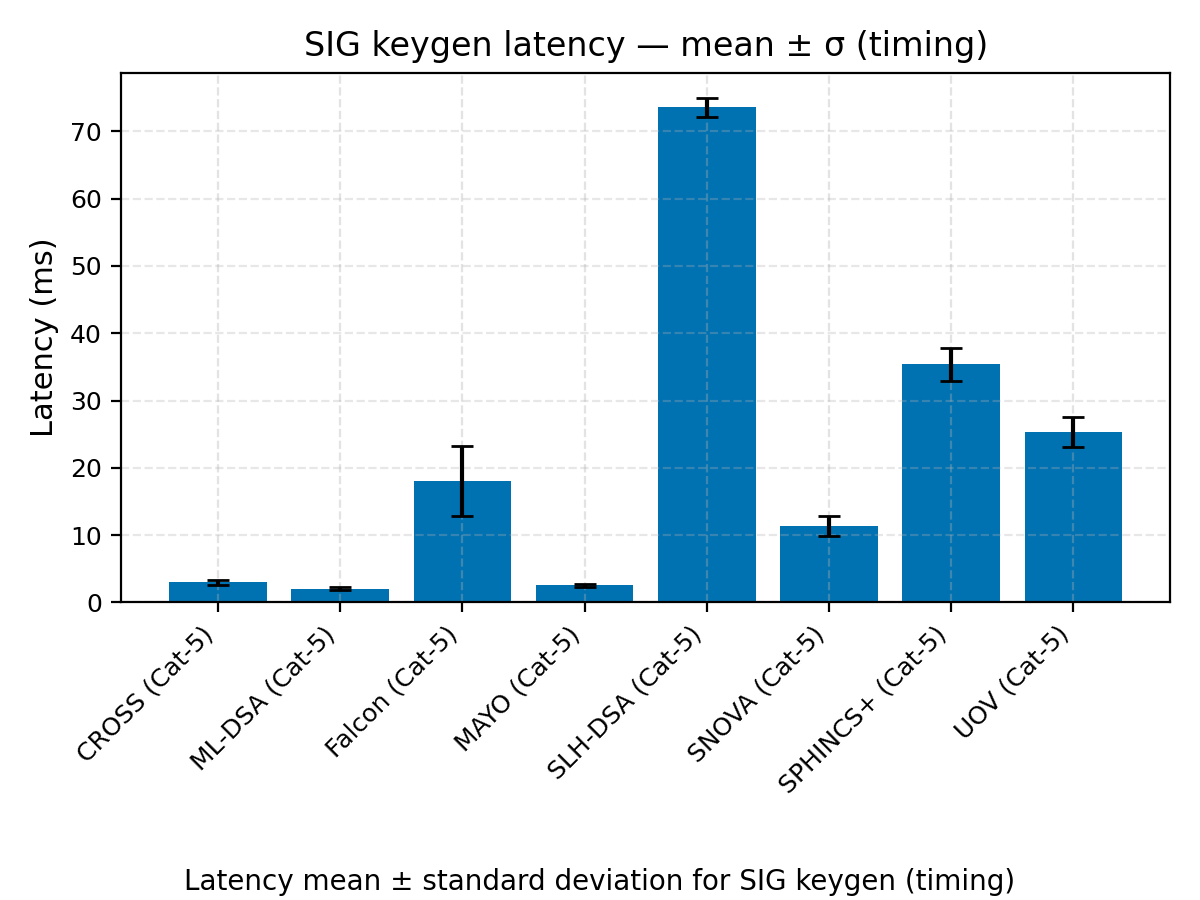 SIG keygen latency — mean ± σ (timing)
Latency (ms)
70
60
50
40
30
20
10
0
CROSS (Cat-5)
ML-DSA (Cat-5)
Falcon (Cat-5)
MAYO (Cat-5)
SLH-DSA (Cat-5)
SNOVA (Cat-5)
SPHINCS+ (Cat-5)
UOV (Cat-5)
Latency mean ± standard deviation for SIG keygen (timing)